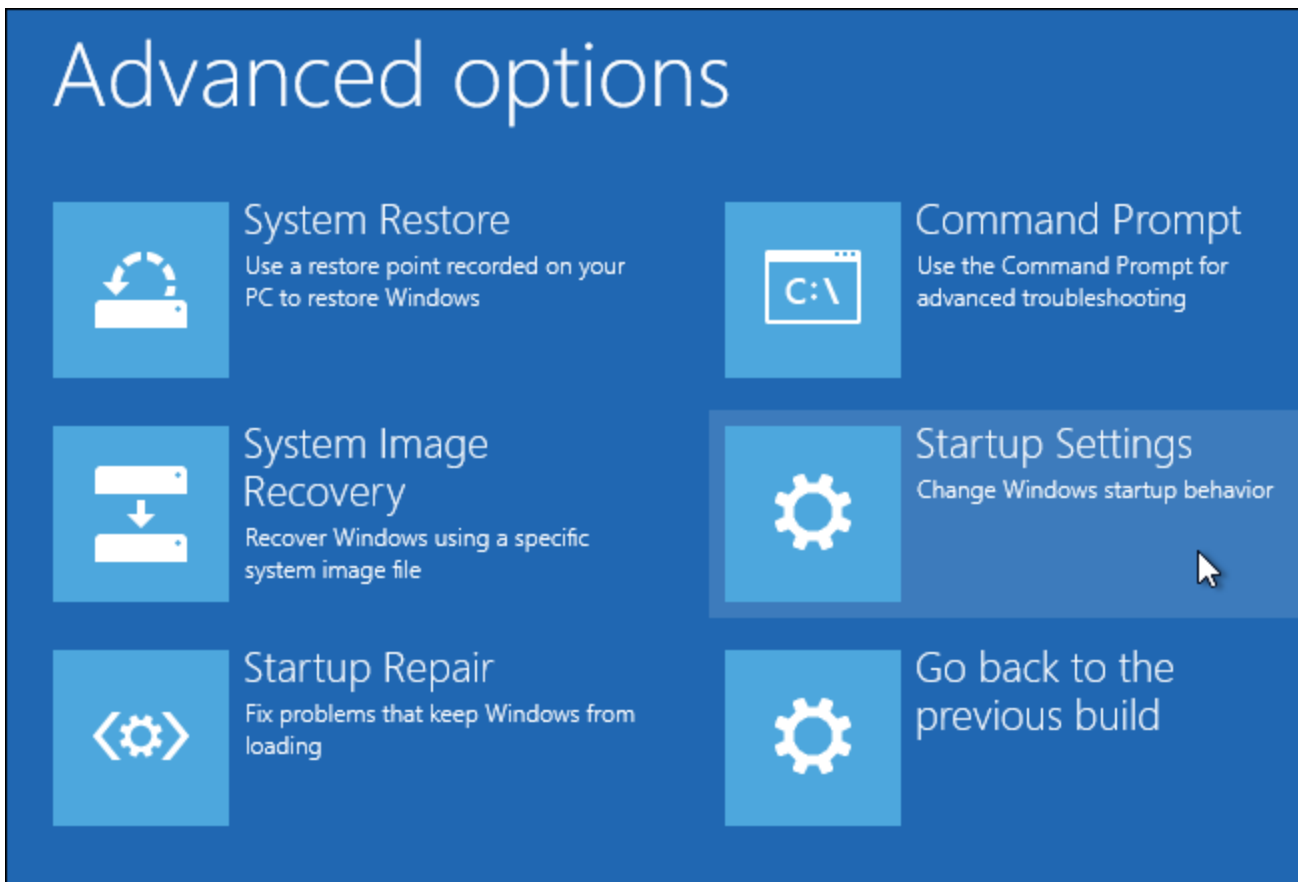 Advanced options
System Restore
Use a restore point recorded on your
PC to restore Windows
System Image
Recovery
Recover Windows using a specific
system image file
Startup Repair
Fix problems that keep Windows from
loading
Command Prompt
Use the Command Prompt for
advanced troubleshooting
C:\
Startup Settings
Change Windows startup behavior
Go back to the
previous build